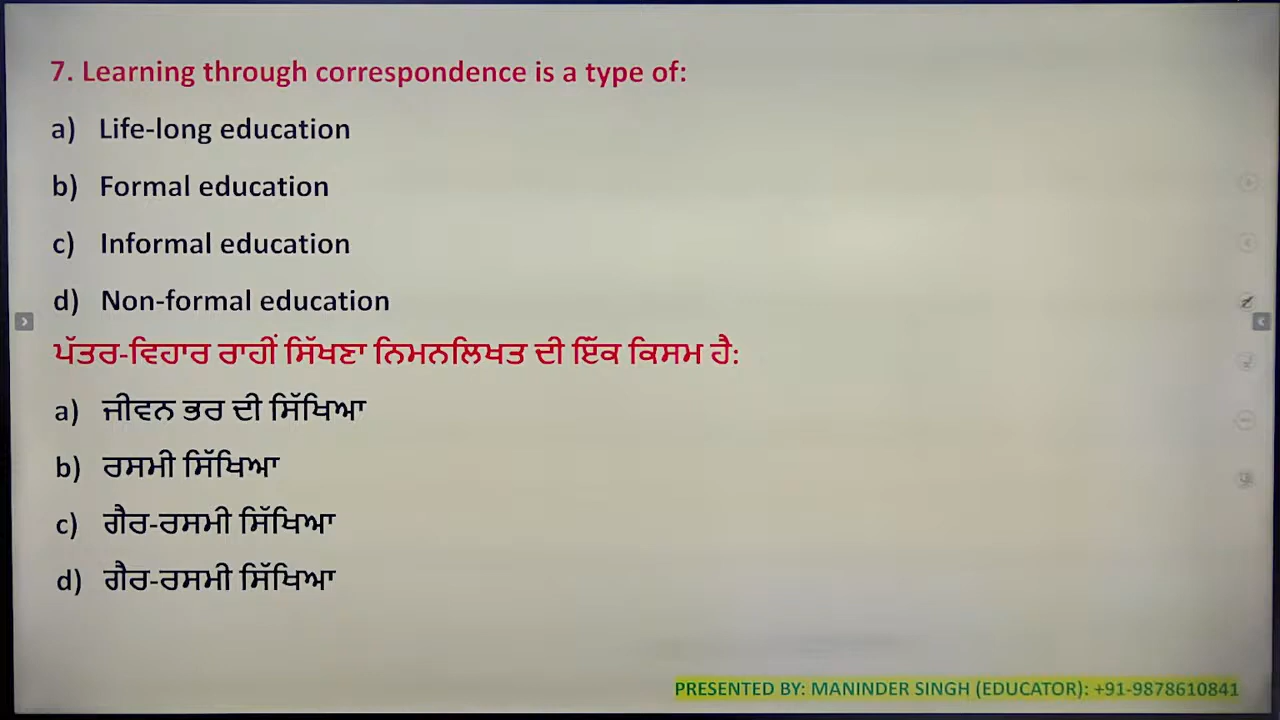 7. Learning through correspondence is a type of:
a) Life-long education
b) Formal education
c) Informal education
d) Non-formal education
ਪੱਤਰ-ਵਿਹਾਰ ਰਾਹੀਂ ਸਿੱਖਣਾ ਨਿਮਨਲਿਖਤ ਦੀ ਇੱਕ ਕਿਸਮ ਹੈ:
a) ਜੀਵਨ ਭਰ ਦੀ ਸਿੱਖਿਆ
b) ਰਸਮੀ ਸਿੱਖਿਆ
c) ਗੈਰ-ਰਸਮੀ ਸਿੱਖਿਆ
d) ਗੈਰ-ਰਸਮੀ ਸਿੱਖਿਆ
PRESENTED BY: MANINDER SINGH (EDUCATOR): +91-9878610841